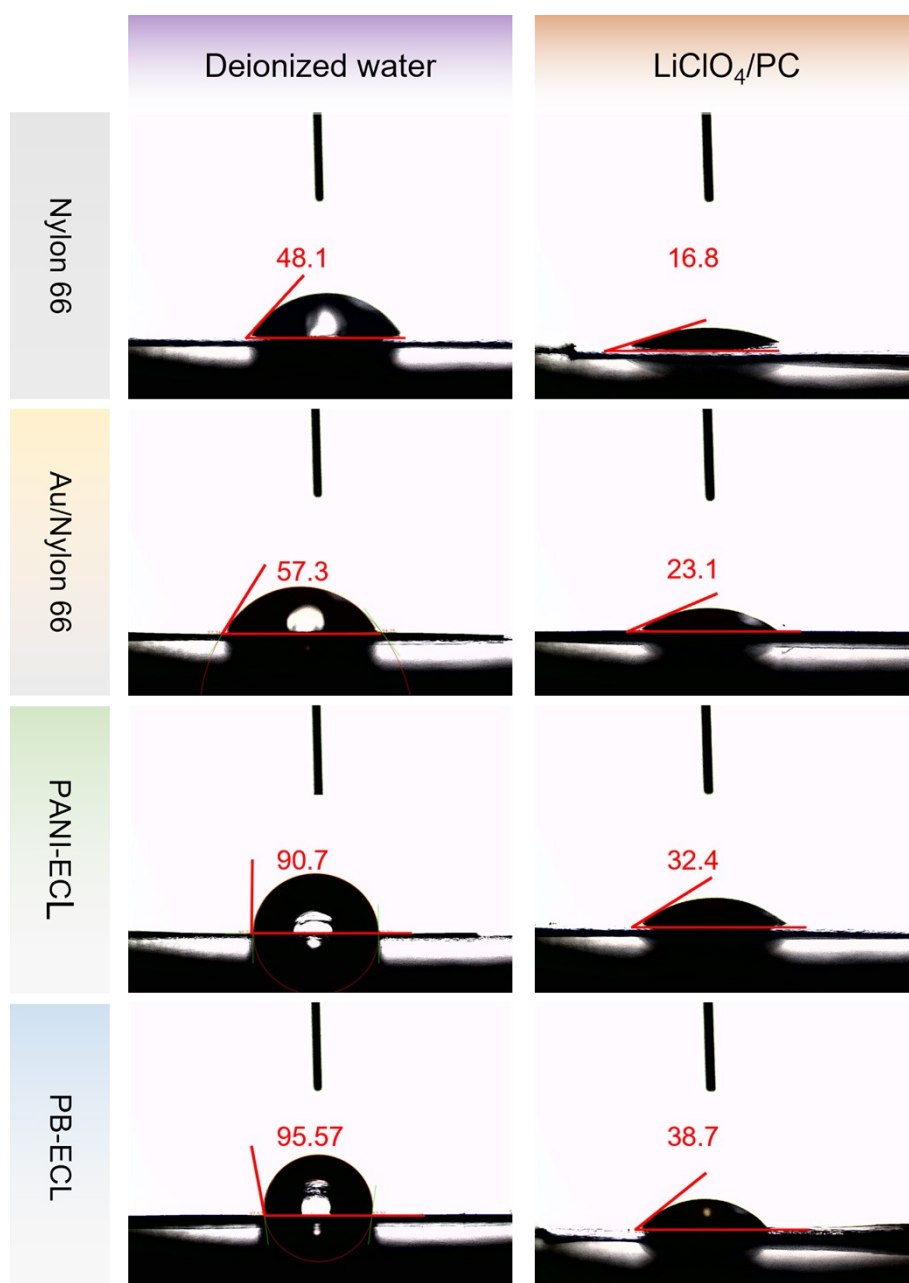 Deionized water
LiClO₄/PC
Nylon 66
48.1
16.8
Au/Nylon 66
57.3
23.1
PANI-ECL
90.7
32.4
PB-ECL
95.57
38.7